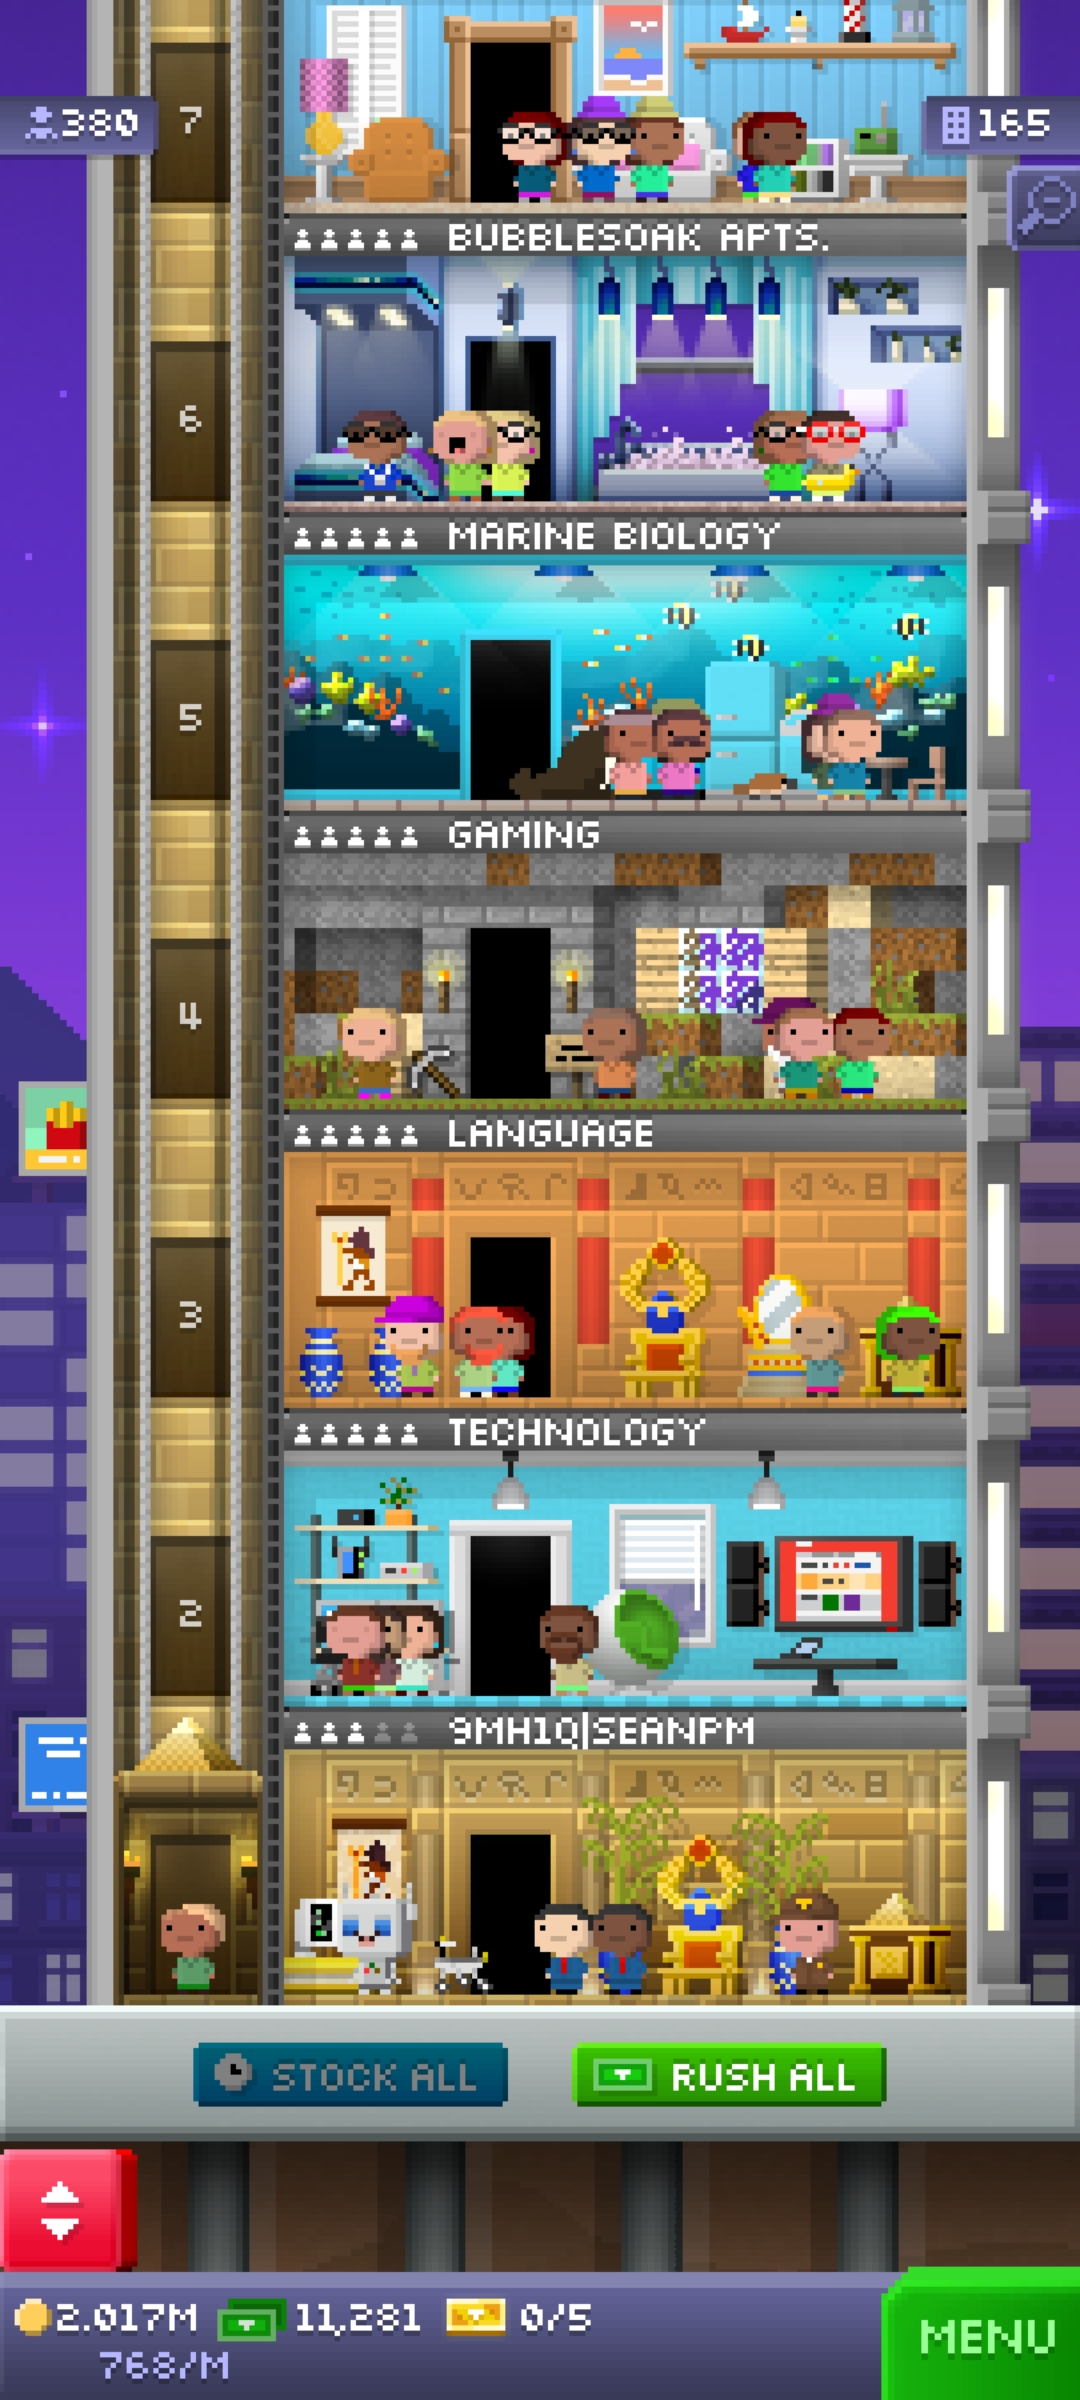 380
7
165
BUBBLESOAK APTS.
6
MARINE BIOLOGY
5
GAMING
4
LANGUAGE
3
TECHNOLOGY
2
9MH1Q|SEANPM
STOCK ALL
RUSH ALL
2.017M 11,281 0/5
768/M
MENU